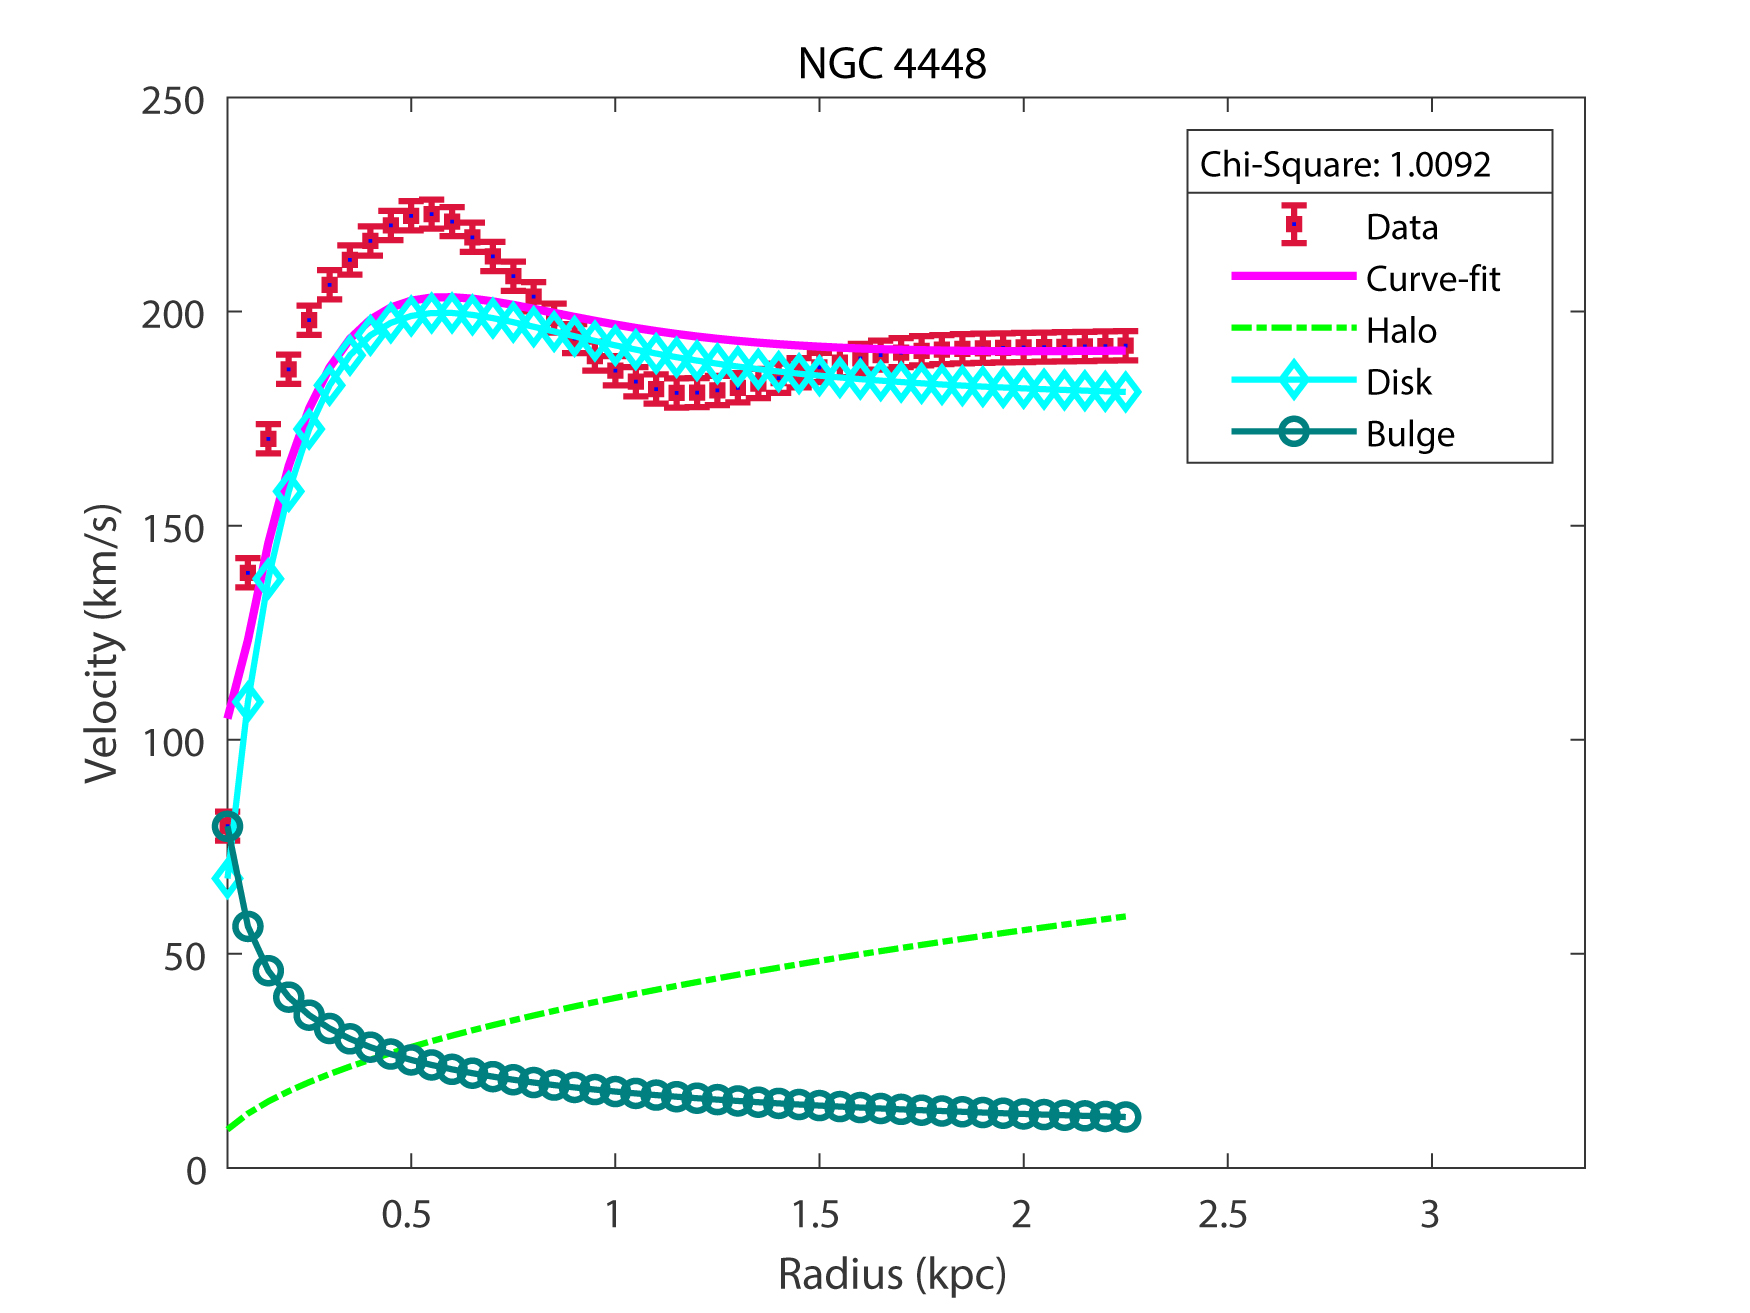 NGC 4448
250
200
150
100
50
0
Velocity (km/s)
0.5
1
1.5
2
2.5
3
Radius (kpc)
Chi-Square: 1.0092
Data
Curve-fit
Halo
Disk
Bulge